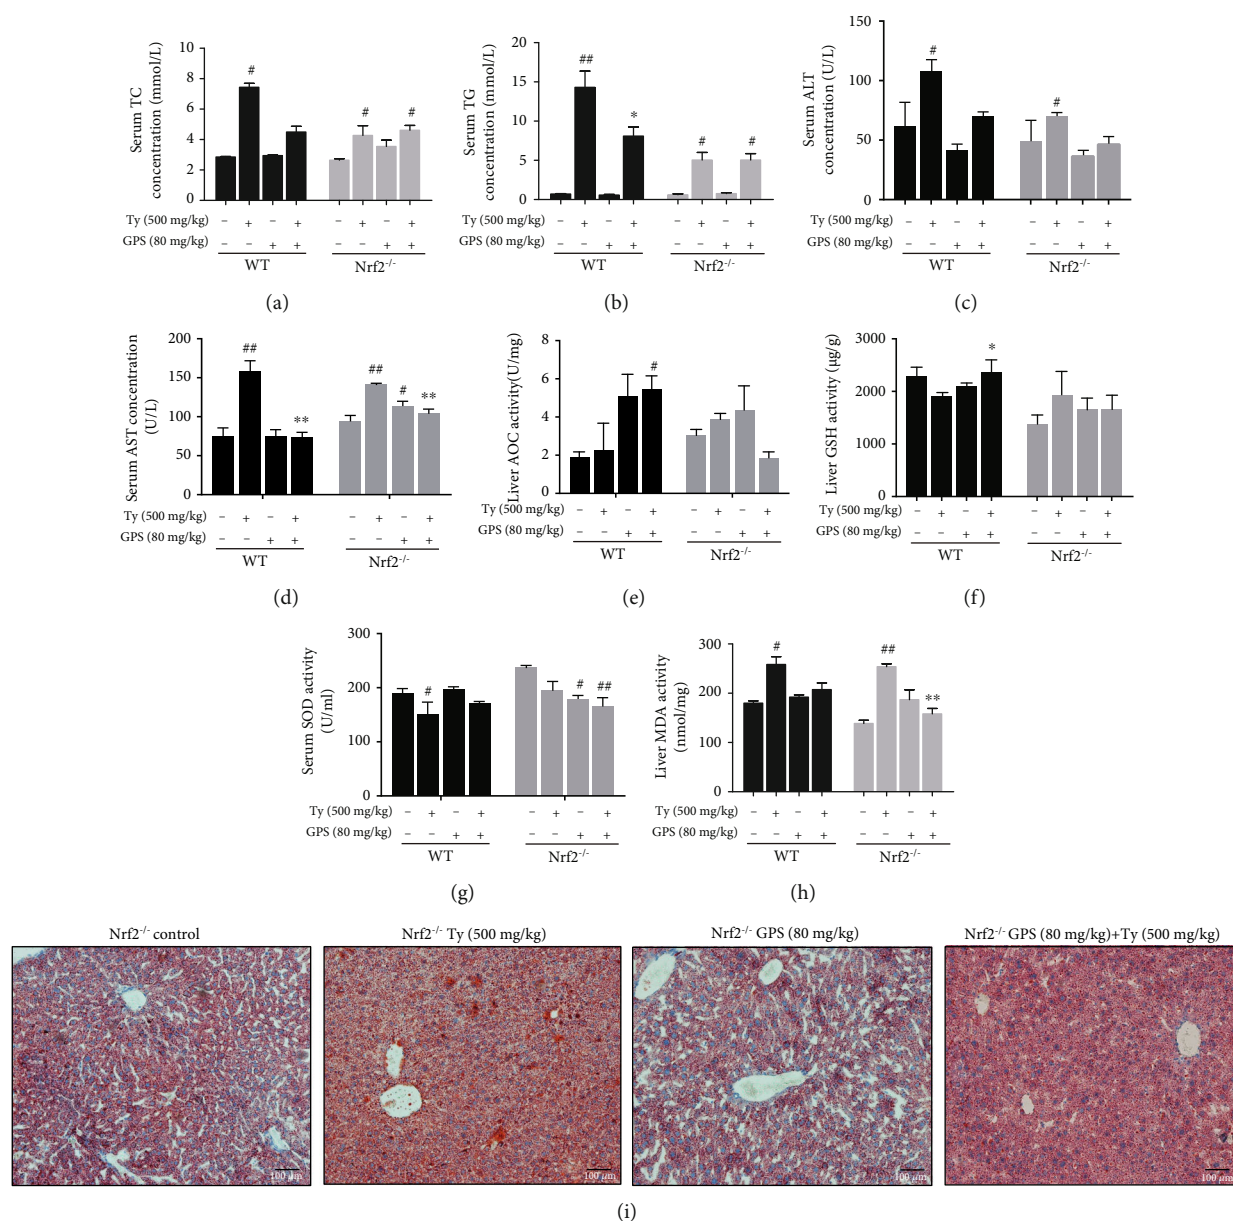 Serum TC
concentration (mmol/L)
10
8
6
4
2
0
#
#
#
Ty (500 mg/kg)
– + – + – + – +
GPS (80 mg/kg)
– – + + – – + +
WT
Nrf2-/-
(a)
Serum TG
concentration (mmol/L)
20
15
10
5
0
##
*
#
#
Ty (500 mg/kg)
– + – + – + – +
GPS (80 mg/kg)
– – + + – – + +
WT
Nrf2-/-
(b)
Serum ALT
concentration (U/L)
150
100
50
0
#
#
Ty (500 mg/kg)
– + – + – + – +
GPS (80 mg/kg)
– – + + – – + +
WT
Nrf2-/-
(c)
Serum AST concentration
(U/L)
200
150
100
50
0
##
**
##
#
**
Ty (500 mg/kg)
– + – + – + – +
GPS (80 mg/kg)
– – + + – – + +
WT
Nrf2-/-
(d)
Liver AOC activity(U/mg)
8
6
4
2
0
#
Ty (500 mg/kg)
– + – + – + – +
GPS (80 mg/kg)
– – + + – – + +
WT
Nrf2-/-
(e)
Liver GSH activity (μg/g)
3000
2000
1000
0
*
Ty (500 mg/kg)
– + – + – + – +
GPS (80 mg/kg)
– – + + – – + +
WT
Nrf2-/-
(f)
Serum SOD activity
(U/ml)
300
200
100
0
#
#
##
Ty (500 mg/kg)
– + – + – + – +
GPS (80 mg/kg)
– – + + – – + +
WT
Nrf2-/-
(g)
Liver MDA activity
(nmol/mg)
300
200
100
0
#
##
**
Ty (500 mg/kg)
– + – + – + – +
GPS (80 mg/kg)
– – + + – – + +
WT
Nrf2-/-
(h)
Nrf2-/- control
100 μm
Nrf2-/- Ty (500 mg/kg)
100 μm
Nrf2-/- GPS (80 mg/kg)
100 μm
Nrf2-/- GPS (80 mg/kg)+Ty (500 mg/kg)
100 μm
(i)